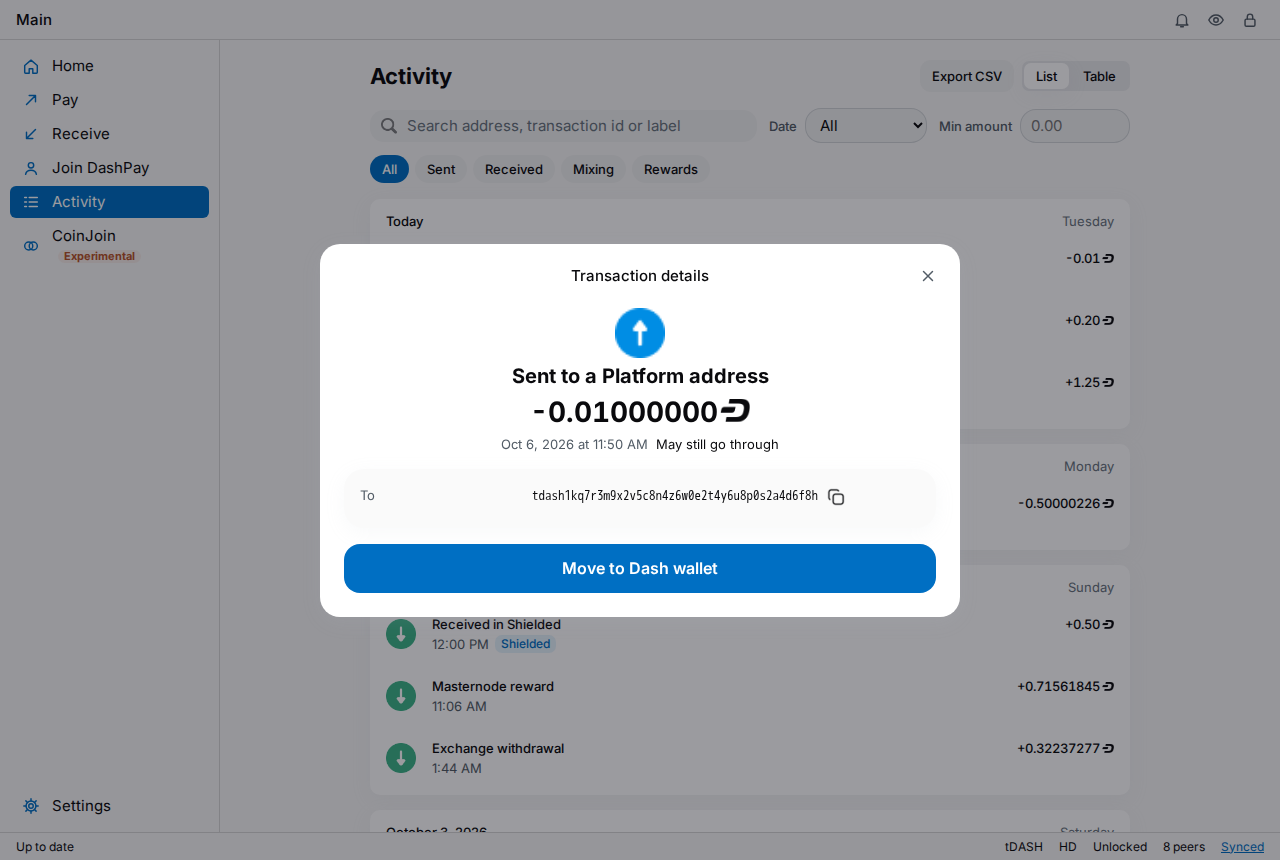 Main
Home
Pay
Receive
Join DashPay
Activity
CoinJoin
Experimental
Settings
Activity
Export CSV
List
Table
Search address, transaction id or label
Date
All
Min amount
0.00
All
Sent
Received
Mixing
Rewards
Today
Tuesday
-0.01
+0.20
+1.25
Monday
-0.50000226
Sunday
Transaction details
Sent to a Platform address
-0.01000000
Oct 6, 2026 at 11:50 AM May still go through
To
tdash1kq7r3m9x2v5c8n4z6w0e2t4y6u8p0s2a4d6f8h
Move to Dash wallet
Received in Shielded
+0.50
12:00 PM Shielded
Masternode reward
+0.71561845
11:06 AM
Exchange withdrawal
+0.32237277
1:44 AM
October 3, 2026
Saturday
Up to date
tDASH
HD
Unlocked
8 peers
Synced